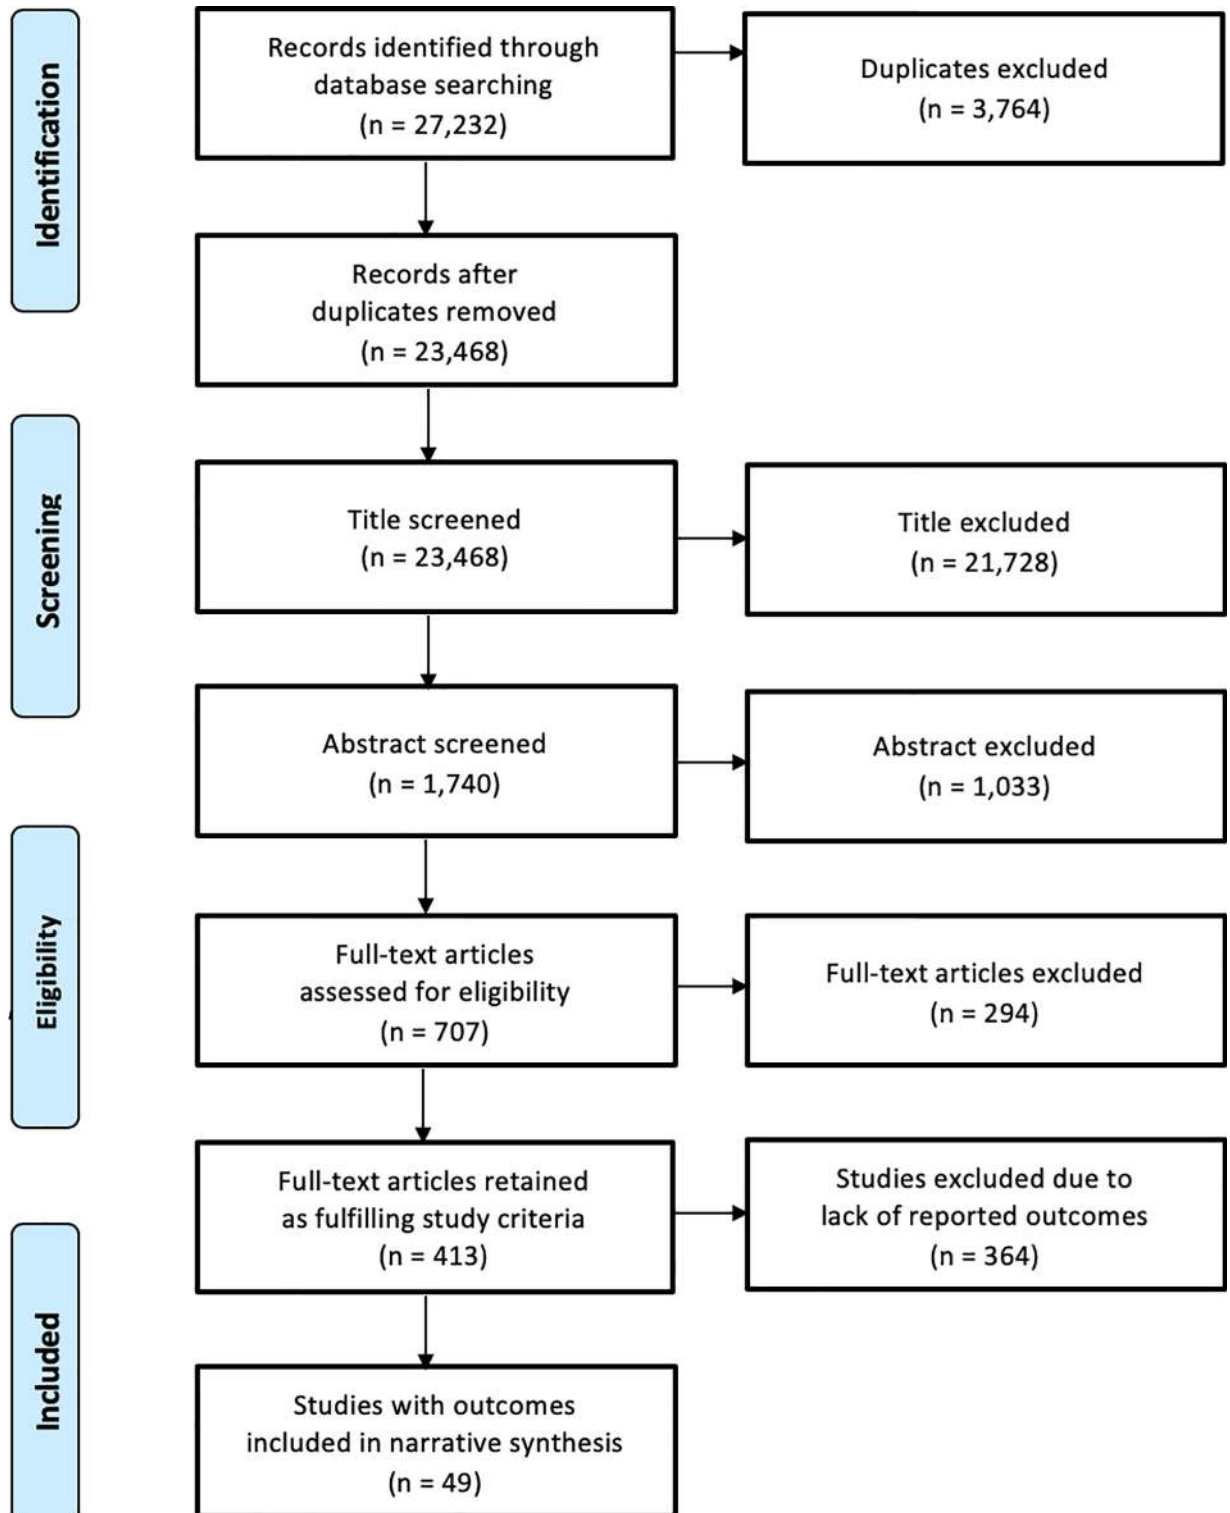 Identification
Records identified through
database searching
(n = 27,232)
Duplicates excluded
(n = 3,764)
Records after
duplicates removed
(n = 23,468)
Screening
Title screened
(n = 23,468)
Title excluded
(n = 21,728)
Abstract screened
(n = 1,740)
Abstract excluded
(n = 1,033)
Eligibility
Full-text articles
assessed for eligibility
(n = 707)
Full-text articles excluded
(n = 294)
Full-text articles retained
as fulfilling study criteria
(n = 413)
Studies excluded due to
lack of reported outcomes
(n = 364)
Included
Studies with outcomes
included in narrative synthesis
(n = 49)